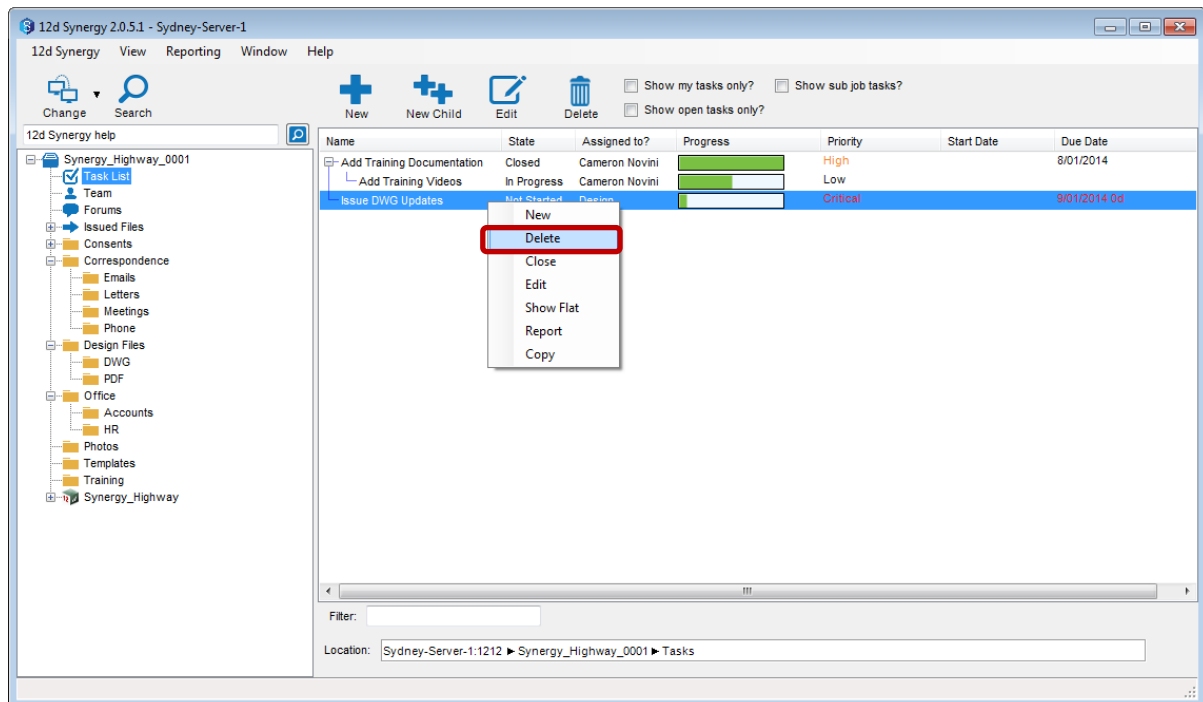 12d Synergy 2.0.5.1 - Sydney-Server-1
12d Synergy View Reporting Window Help
Change Search New New Child Edit Delete
Show my tasks only? Show sub job tasks?
Show open tasks only?
12d Synergy help
Synergy_Highway_0001
Task List
Team
Forums
Issued Files
Consents
Correspondence
Emails
Letters
Meetings
Phone
Design Files
DWG
PDF
Office
Accounts
HR
Photos
Templates
Training
Synergy_Highway
Name State Assigned to? Progress Priority Start Date Due Date
Add Training Documentation Closed Cameron Novini High 8/01/2014
Add Training Videos In Progress Cameron Novini Low
Issue DWG Updates Not Started Design Critical 9/01/2014 0d
New
Delete
Close
Edit
Show Flat
Report
Copy
Filter:
Location: Sydney-Server-1:1212 ► Synergy_Highway_0001 ► Tasks